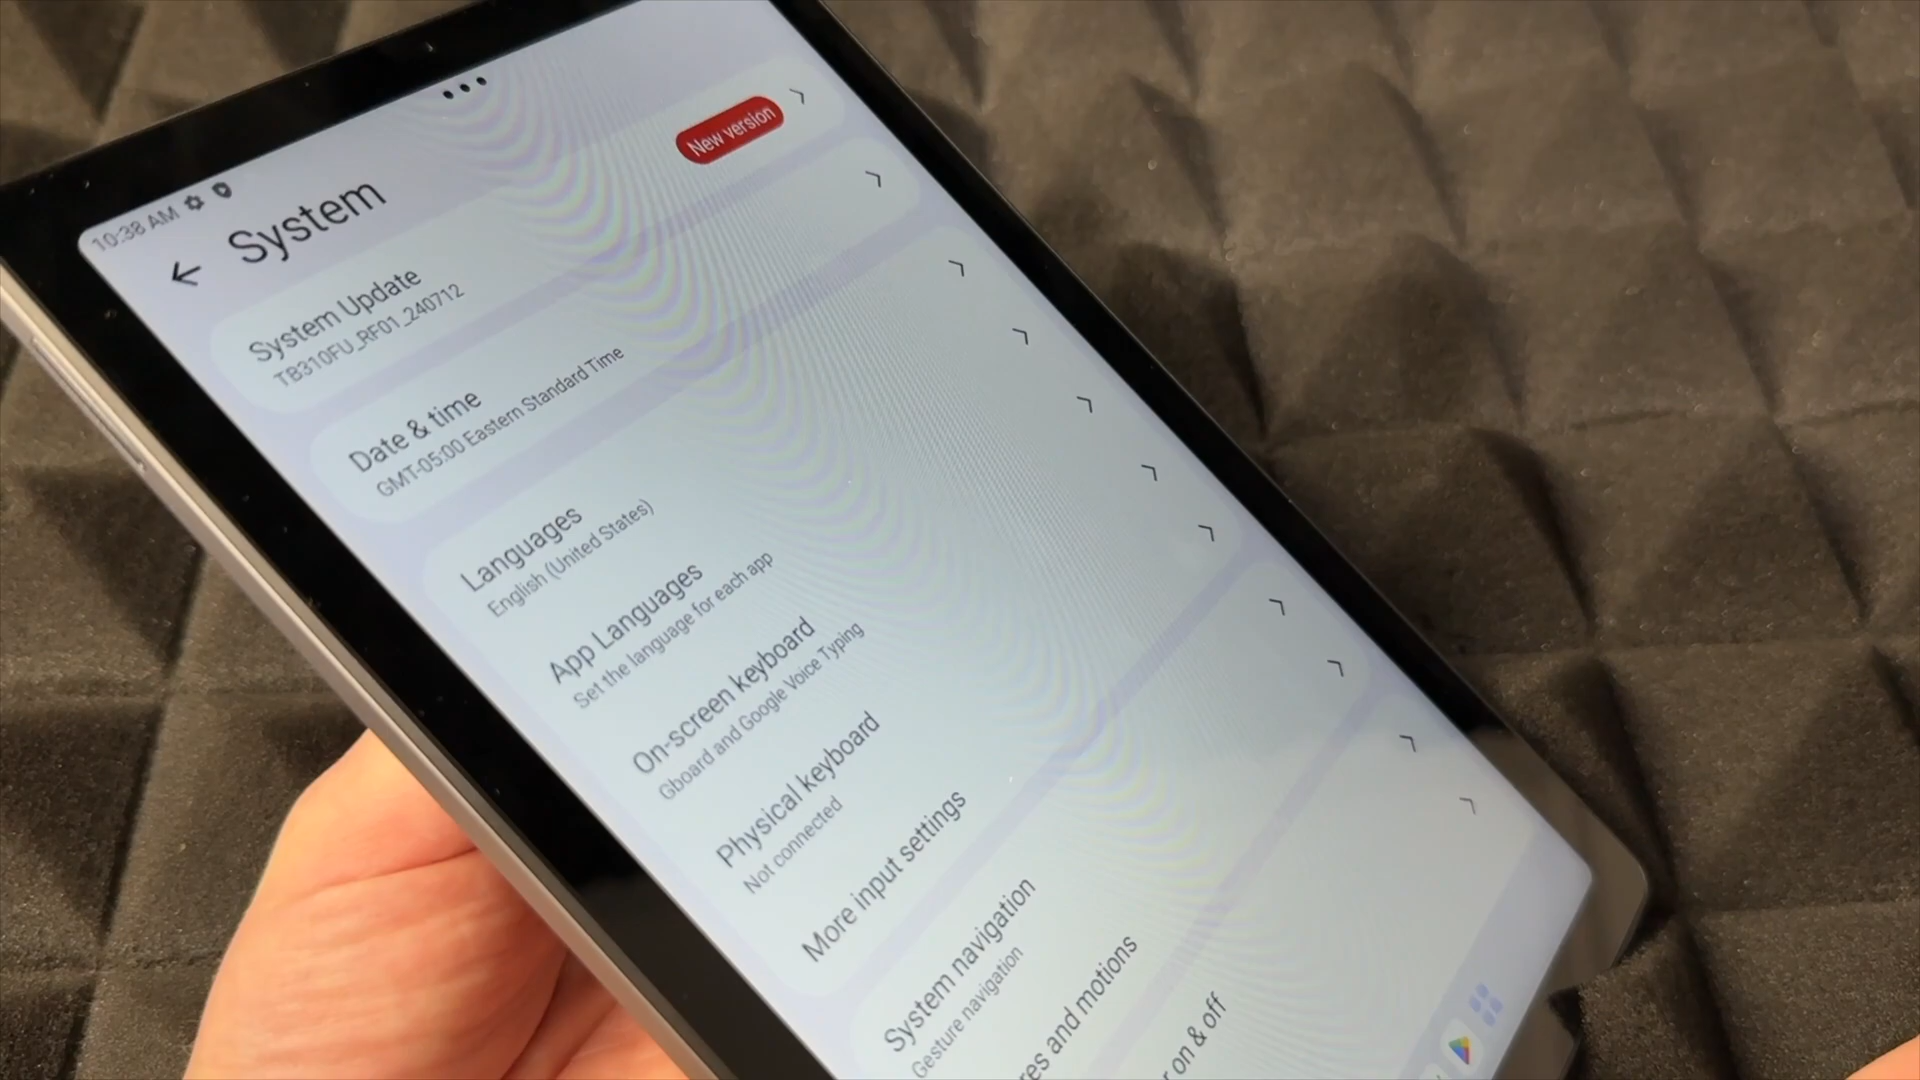 10:38 AM
System
System Update
TB310FU_RF01_240712
New version
Date & time
GMT-05:00 Eastern Standard Time
Languages
English (United States)
App Languages
Set the language for each app
On-screen keyboard
Gboard and Google Voice Typing
Physical keyboard
Not connected
More input settings
System navigation
Gesture navigation
res and motions
r on & off